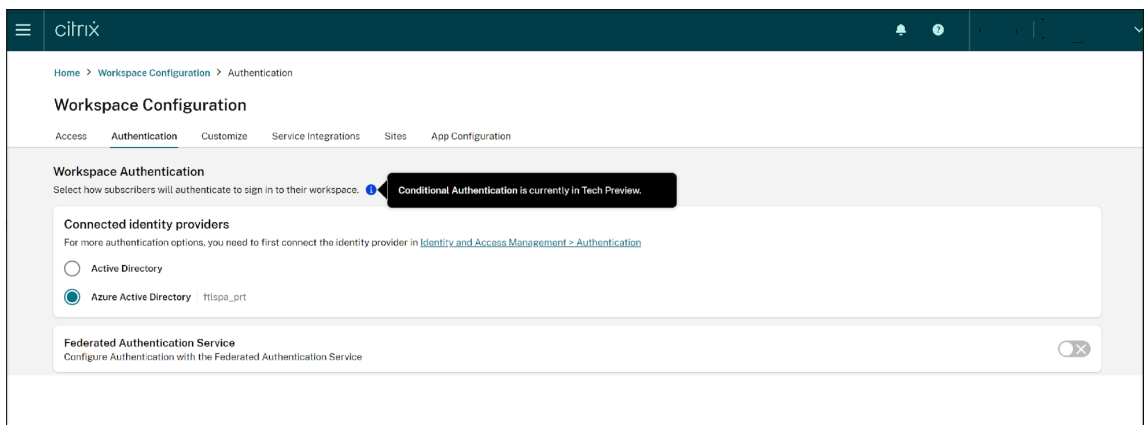 citrix
Home > Workspace Configuration > Authentication
Workspace Configuration
Access Authentication Customize Service Integrations Sites App Configuration
Workspace Authentication
Select how subscribers will authenticate to sign in to their workspace.
Conditional Authentication is currently in Tech Preview.
Connected identity providers
For more authentication options, you need to first connect the identity provider in Identity and Access Management > Authentication
Active Directory
Azure Active Directory | ftlspa_prt
Federated Authentication Service
Configure Authentication with the Federated Authentication Service